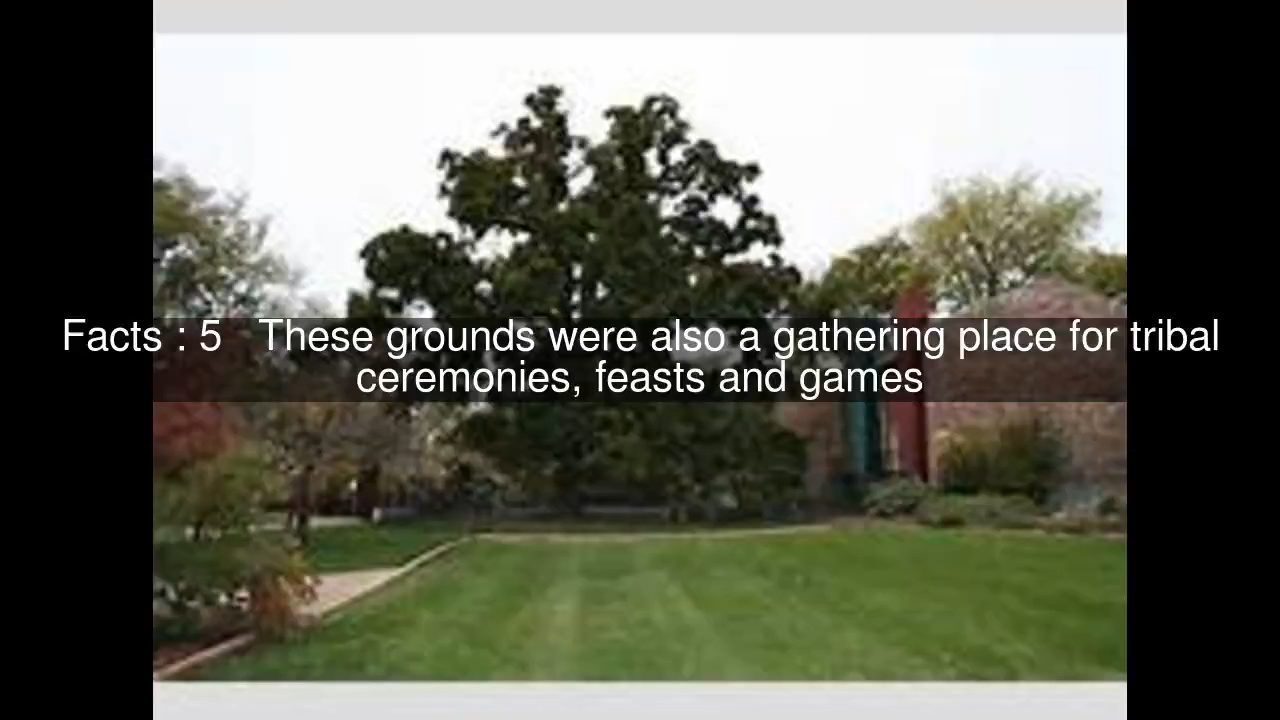 Facts : 5   These grounds were also a gathering place for tribal
ceremonies, feasts and games